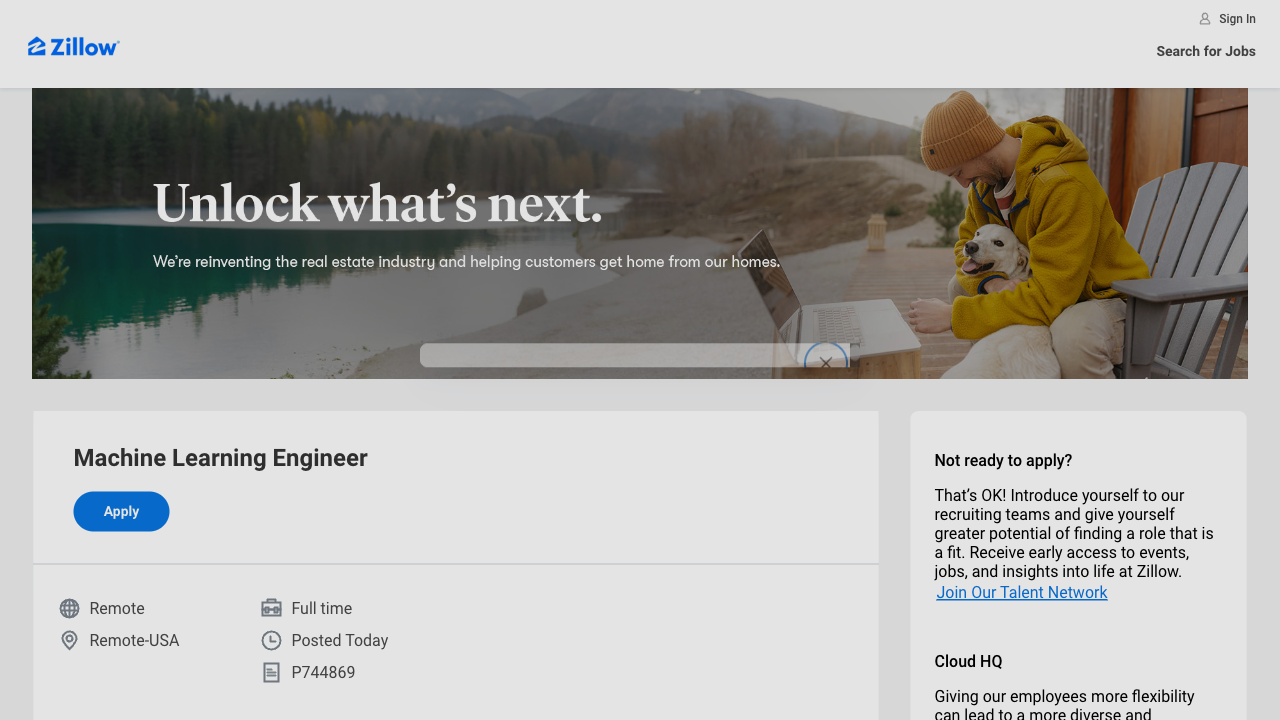 Sign In
Zillow
Search for Jobs
Unlock what's next.
We're reinventing the real estate industry and helping customers get home from our homes.
Machine Learning Engineer
Apply
Remote
Full time
Remote-USA
Posted Today
P744869
Not ready to apply?
That's OK! Introduce yourself to our
recruiting teams and give yourself
greater potential of finding a role that is
a fit. Receive early access to events,
jobs, and insights into life at Zillow.
Join Our Talent Network
Cloud HQ
Giving our employees more flexibility
can lead to a more diverse and